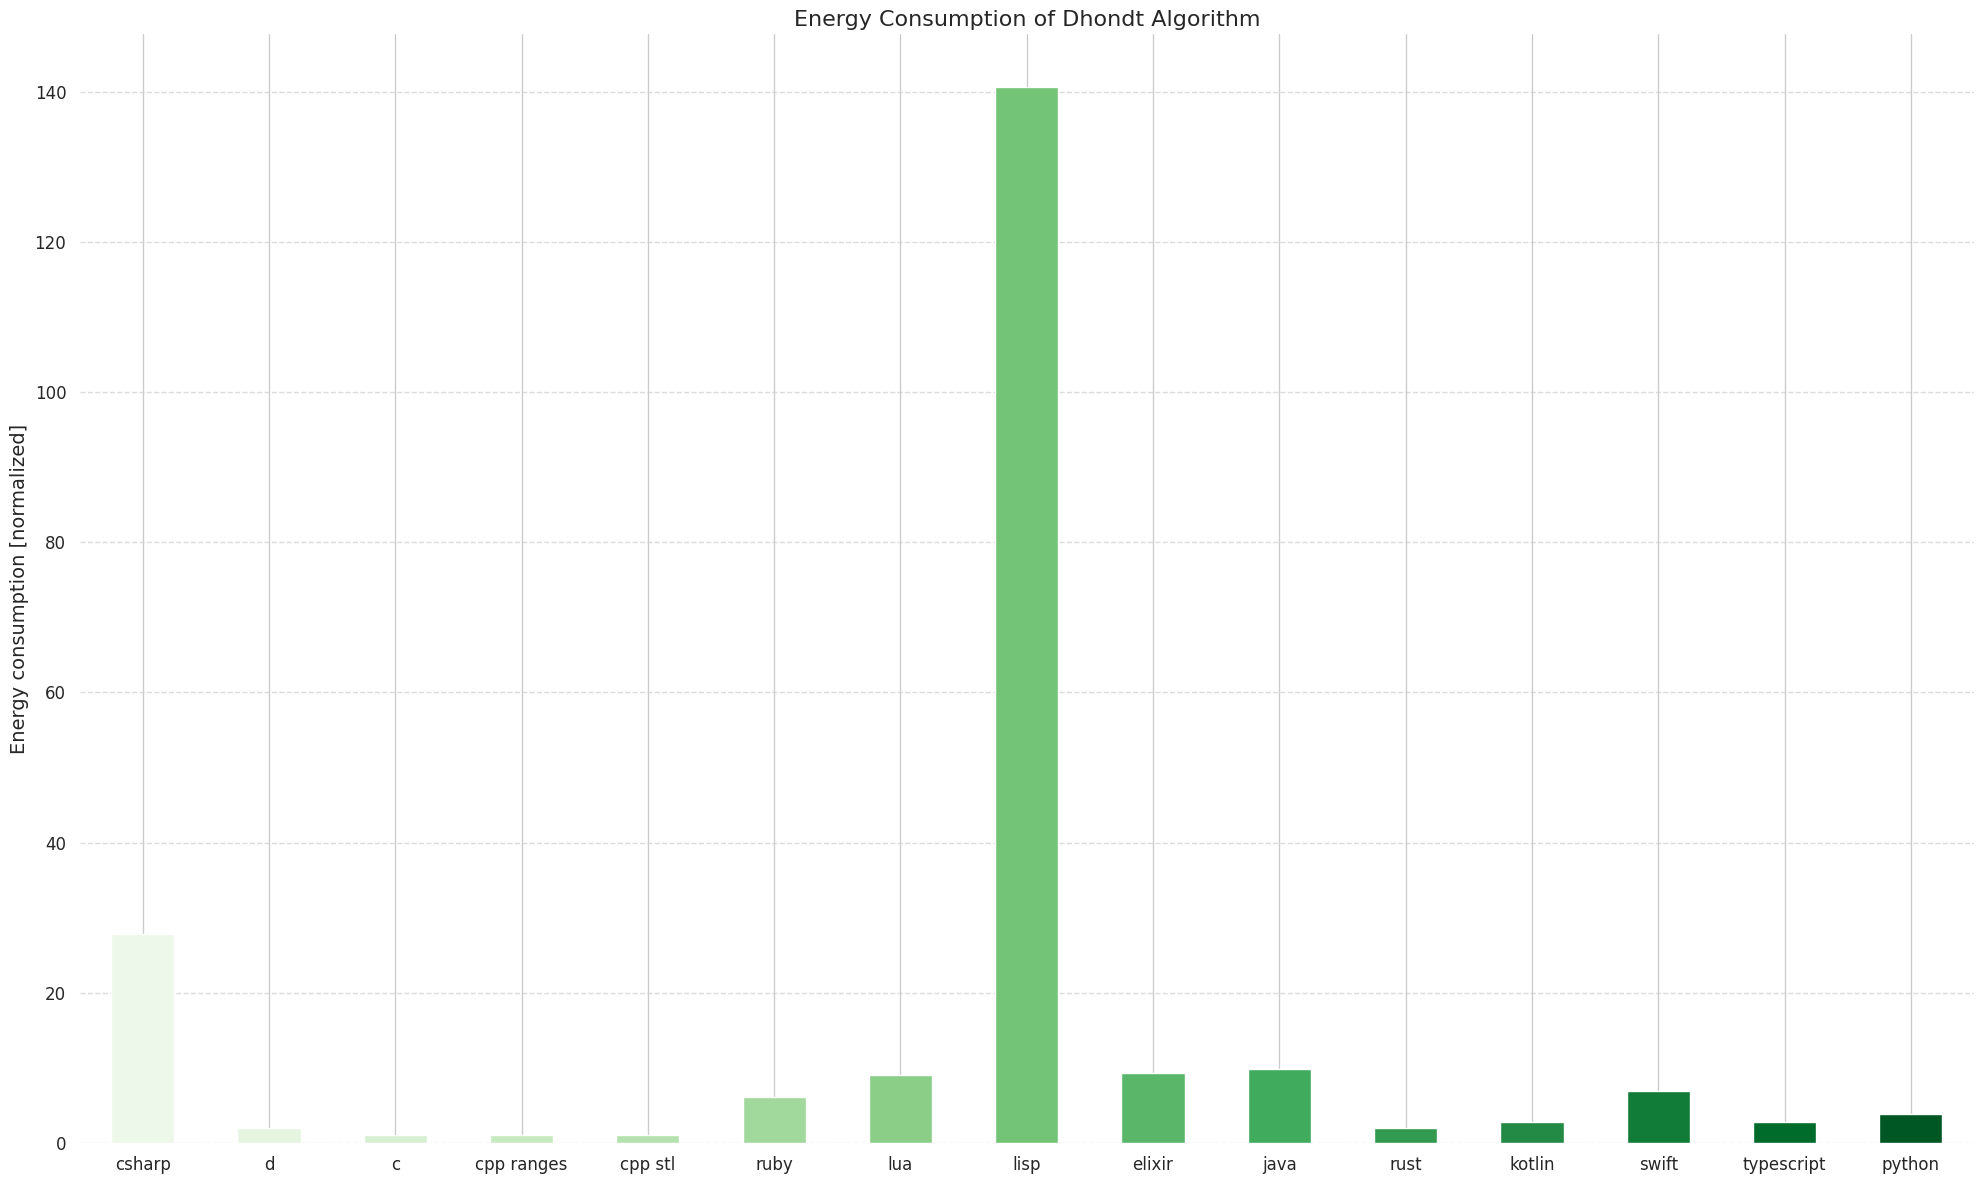 Energy Consumption of Dhondt Algorithm
Energy consumption [normalized]
140
120
100
80
60
40
20
0
csharp d c cpp ranges cpp stl ruby lua lisp elixir java rust kotlin swift typescript python